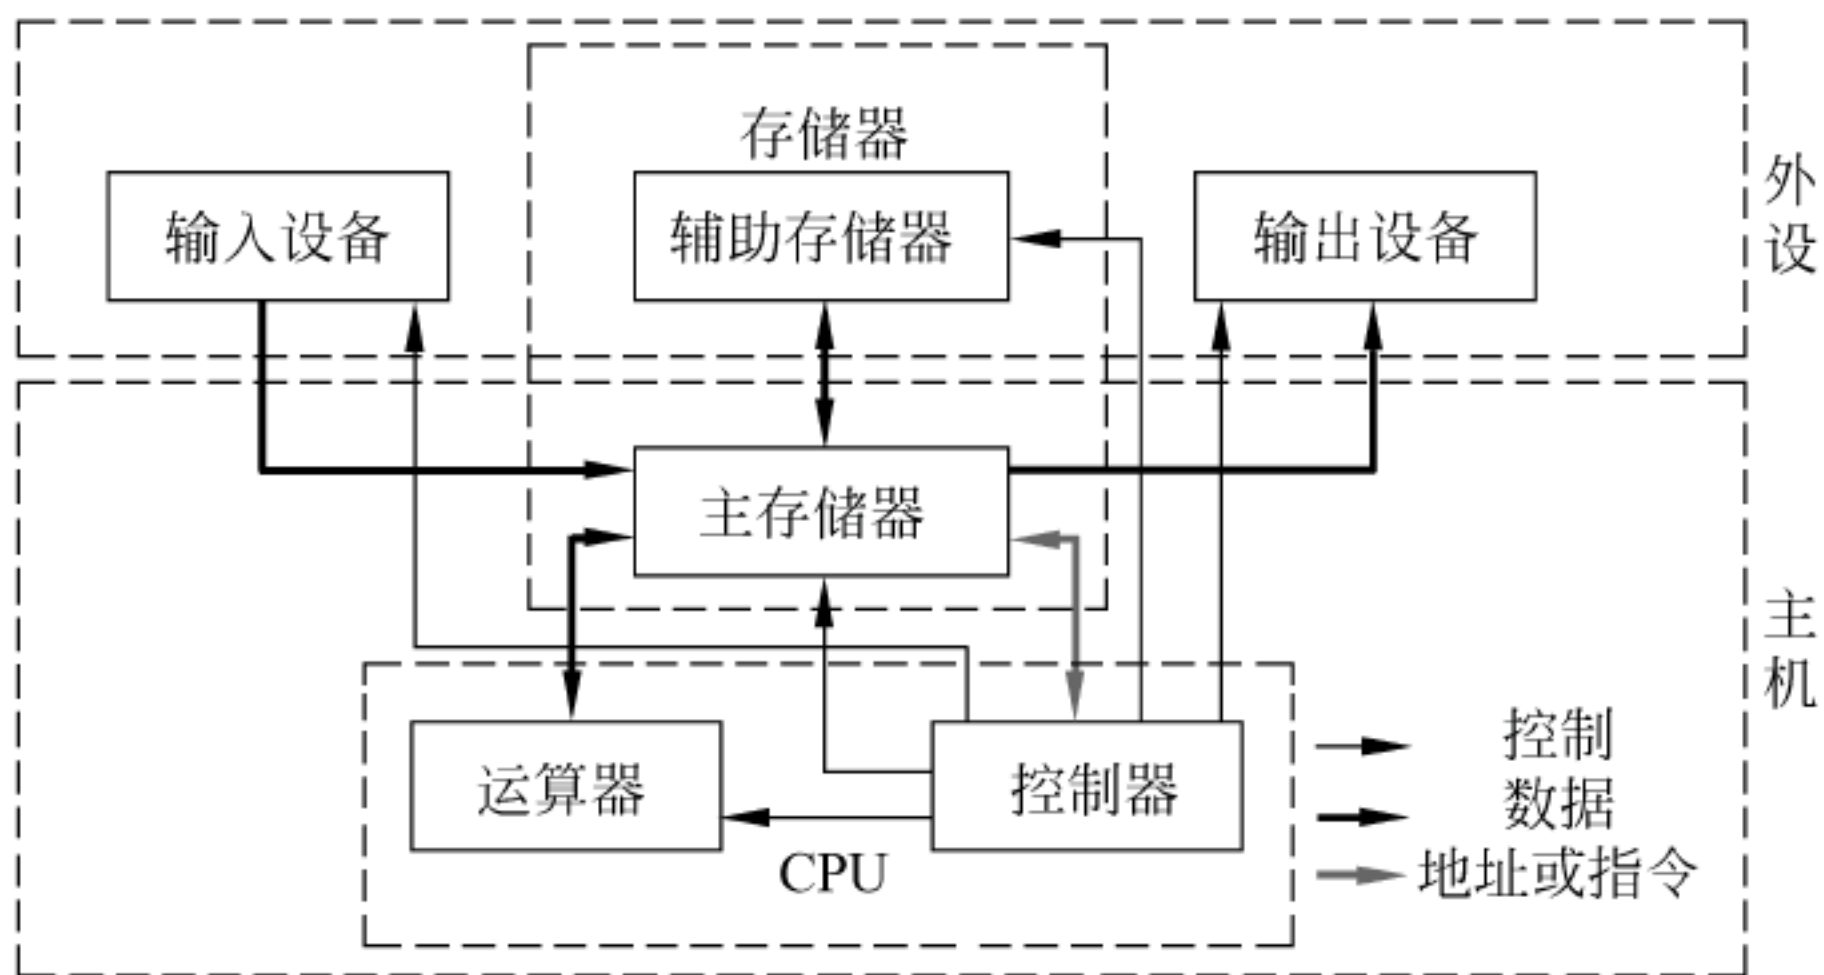 存储器
输入设备
辅助存储器
输出设备
外设
主存储器
主机
运算器
控制器
CPU
控制
数据
地址或指令